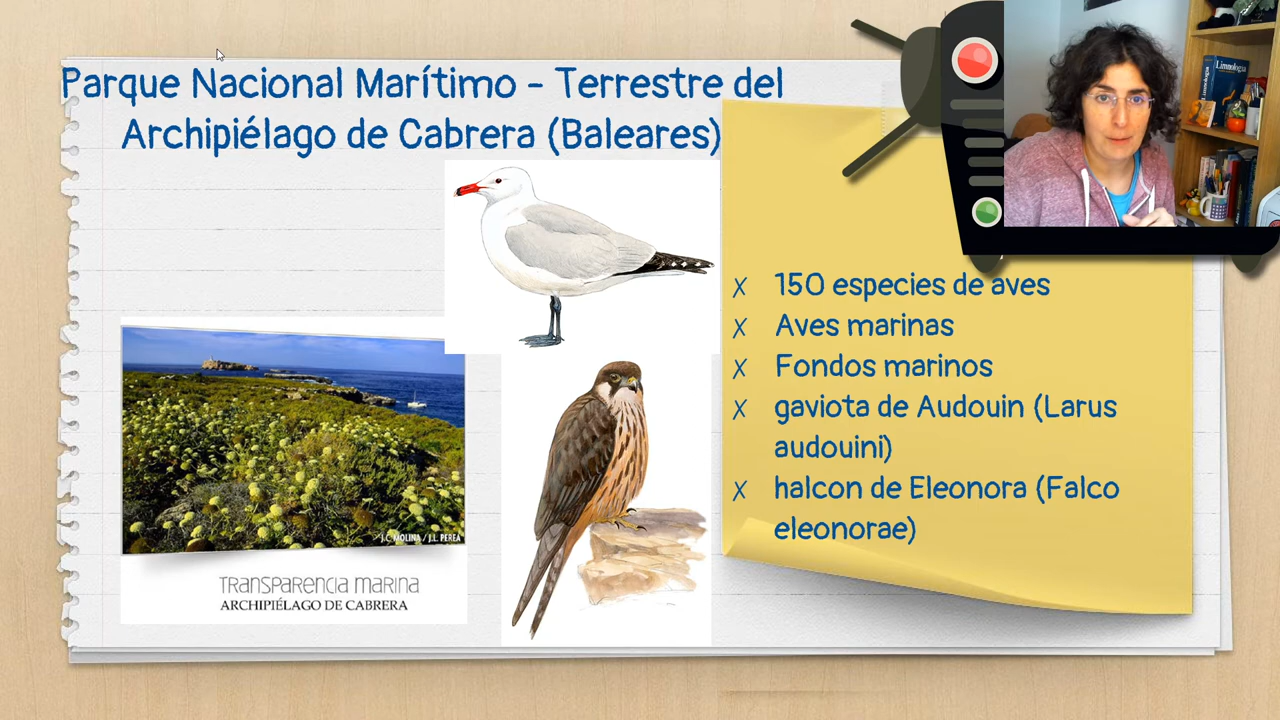 Parque Nacional Marítimo - Terrestre del
Archipiélago de Cabrera (Baleares)
x 150 especies de aves
x Aves marinas
x Fondos marinos
x gaviota de Audouin (Larus
audouini)
x halcon de Eleonora (Falco
eleonorae)
J.C. MOLINA / J.L. PEREA
TRANSPARENCIA MARINA
ARCHIPIÉLAGO DE CABRERA
Limnología